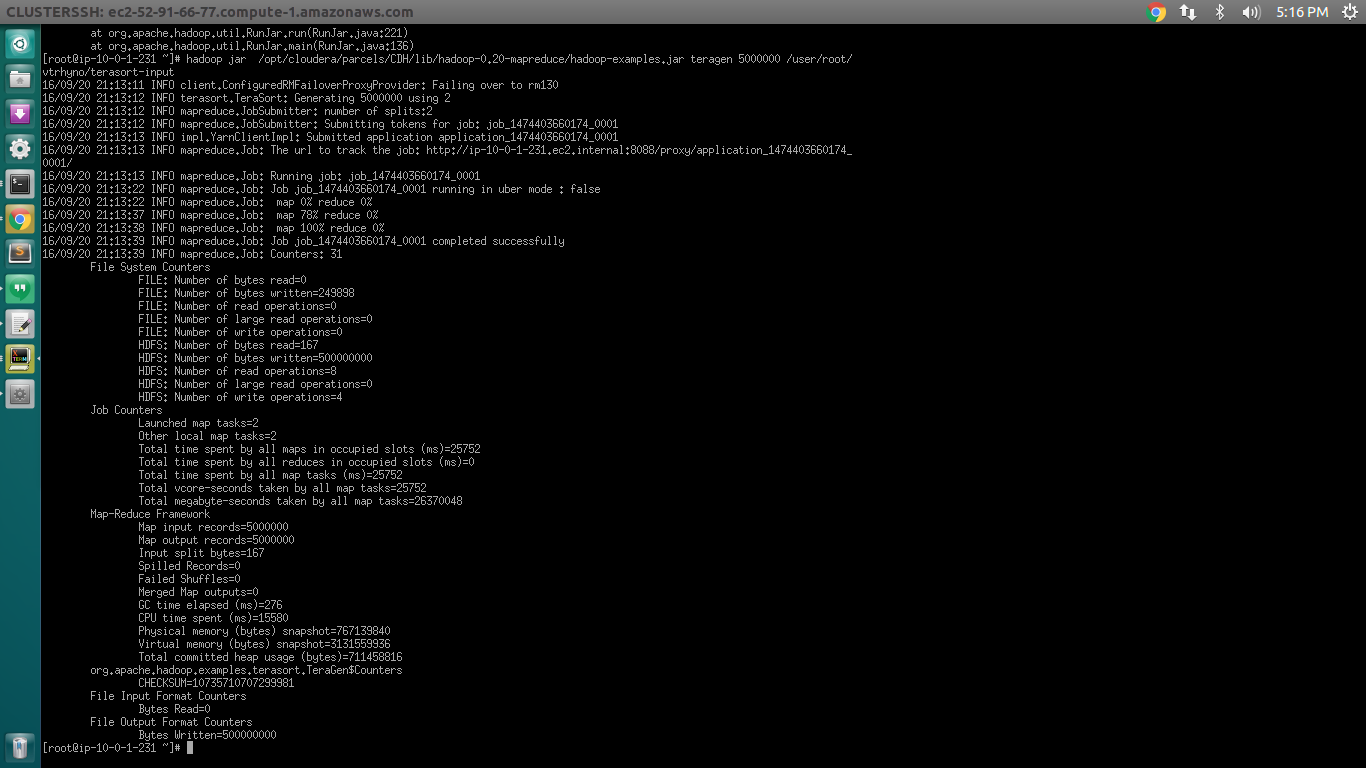 CLUSTERSSH: ec2-52-91-66-77.compute-1.amazonaws.com
5:16 PM
at org.apache.hadoop.util.RunJar.run(RunJar.java:221)
at org.apache.hadoop.util.RunJar.main(RunJar.java:136)
[root@ip-10-0-1-231 ~]# hadoop jar  /opt/cloudera/parcels/CDH/lib/hadoop-0.20-mapreduce/hadoop-examples.jar teragen 5000000 /user/root/
vtrhyno/terasort-input
16/09/20 21:13:11 INFO client.ConfiguredRMFailoverProxyProvider: Failing over to rm130
16/09/20 21:13:12 INFO terasort.TeraSort: Generating 5000000 using 2
16/09/20 21:13:12 INFO mapreduce.JobSubmitter: number of splits:2
16/09/20 21:13:12 INFO mapreduce.JobSubmitter: Submitting tokens for job: job_1474403660174_0001
16/09/20 21:13:13 INFO impl.YarnClientImpl: Submitted application application_1474403660174_0001
16/09/20 21:13:13 INFO mapreduce.Job: The url to track the job: http://ip-10-0-1-231.ec2.internal:8088/proxy/application_1474403660174_
0001/
16/09/20 21:13:13 INFO mapreduce.Job: Running job: job_1474403660174_0001
16/09/20 21:13:22 INFO mapreduce.Job: Job job_1474403660174_0001 running in uber mode : false
16/09/20 21:13:22 INFO mapreduce.Job:  map 0% reduce 0%
16/09/20 21:13:37 INFO mapreduce.Job:  map 78% reduce 0%
16/09/20 21:13:38 INFO mapreduce.Job:  map 100% reduce 0%
16/09/20 21:13:39 INFO mapreduce.Job: Job job_1474403660174_0001 completed successfully
16/09/20 21:13:39 INFO mapreduce.Job: Counters: 31
File System Counters
FILE: Number of bytes read=0
FILE: Number of bytes written=249898
FILE: Number of read operations=0
FILE: Number of large read operations=0
FILE: Number of write operations=0
HDFS: Number of bytes read=167
HDFS: Number of bytes written=500000000
HDFS: Number of read operations=8
HDFS: Number of large read operations=0
HDFS: Number of write operations=4
Job Counters
Launched map tasks=2
Other local map tasks=2
Total time spent by all maps in occupied slots (ms)=25752
Total time spent by all reduces in occupied slots (ms)=0
Total time spent by all map tasks (ms)=25752
Total vcore-seconds taken by all map tasks=25752
Total megabyte-seconds taken by all map tasks=26370048
Map-Reduce Framework
Map input records=5000000
Map output records=5000000
Input split bytes=167
Spilled Records=0
Failed Shuffles=0
Merged Map outputs=0
GC time elapsed (ms)=276
CPU time spent (ms)=15580
Physical memory (bytes) snapshot=767139840
Virtual memory (bytes) snapshot=3131559936
Total committed heap usage (bytes)=711458816
org.apache.hadoop.examples.terasort.TeraGen$Counters
CHECKSUM=10735710707299981
File Input Format Counters
Bytes Read=0
File Output Format Counters
Bytes Written=500000000
[root@ip-10-0-1-231 ~]#